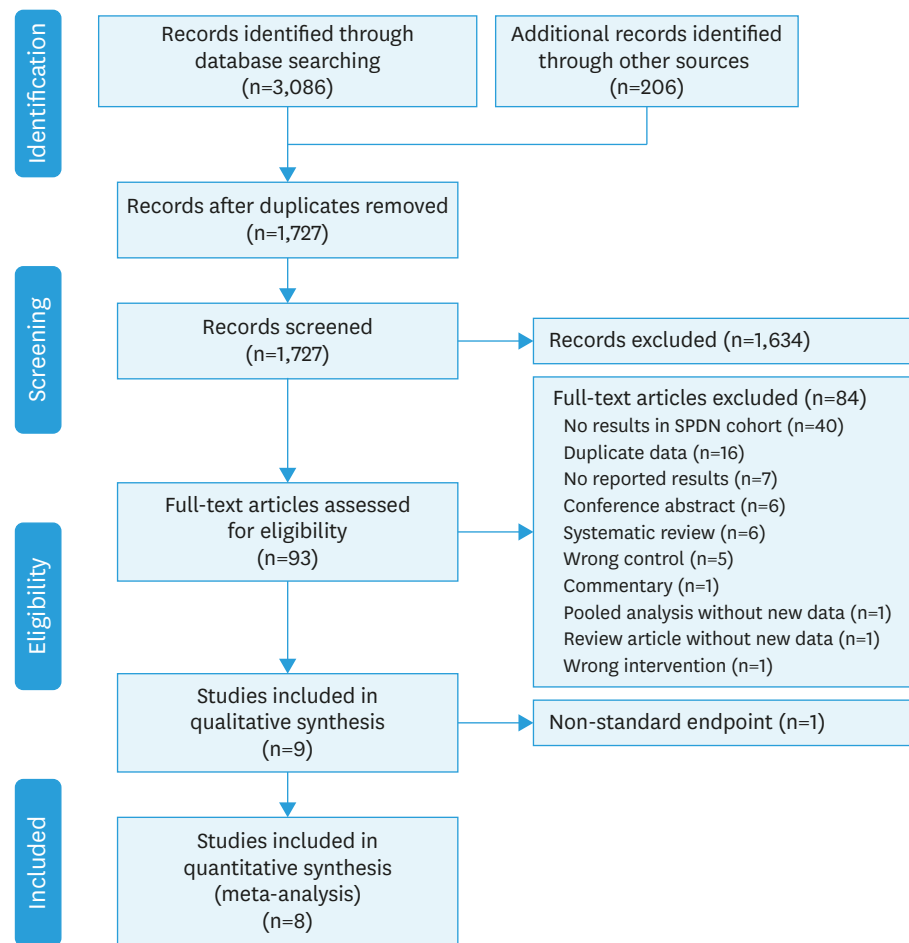 Identification
Records identified through
database searching
(n=3,086)
Additional records identified
through other sources
(n=206)
Records after duplicates removed
(n=1,727)
Screening
Records screened
(n=1,727)
Records excluded (n=1,634)
Eligibility
Full-text articles assessed
for eligibility
(n=93)
Full-text articles excluded (n=84)
No results in SPDN cohort (n=40)
Duplicate data (n=16)
No reported results (n=7)
Conference abstract (n=6)
Systematic review (n=6)
Wrong control (n=5)
Commentary (n=1)
Pooled analysis without new data (n=1)
Review article without new data (n=1)
Wrong intervention (n=1)
Studies included in
qualitative synthesis
(n=9)
Non-standard endpoint (n=1)
Included
Studies included in
quantitative synthesis
(meta-analysis)
(n=8)